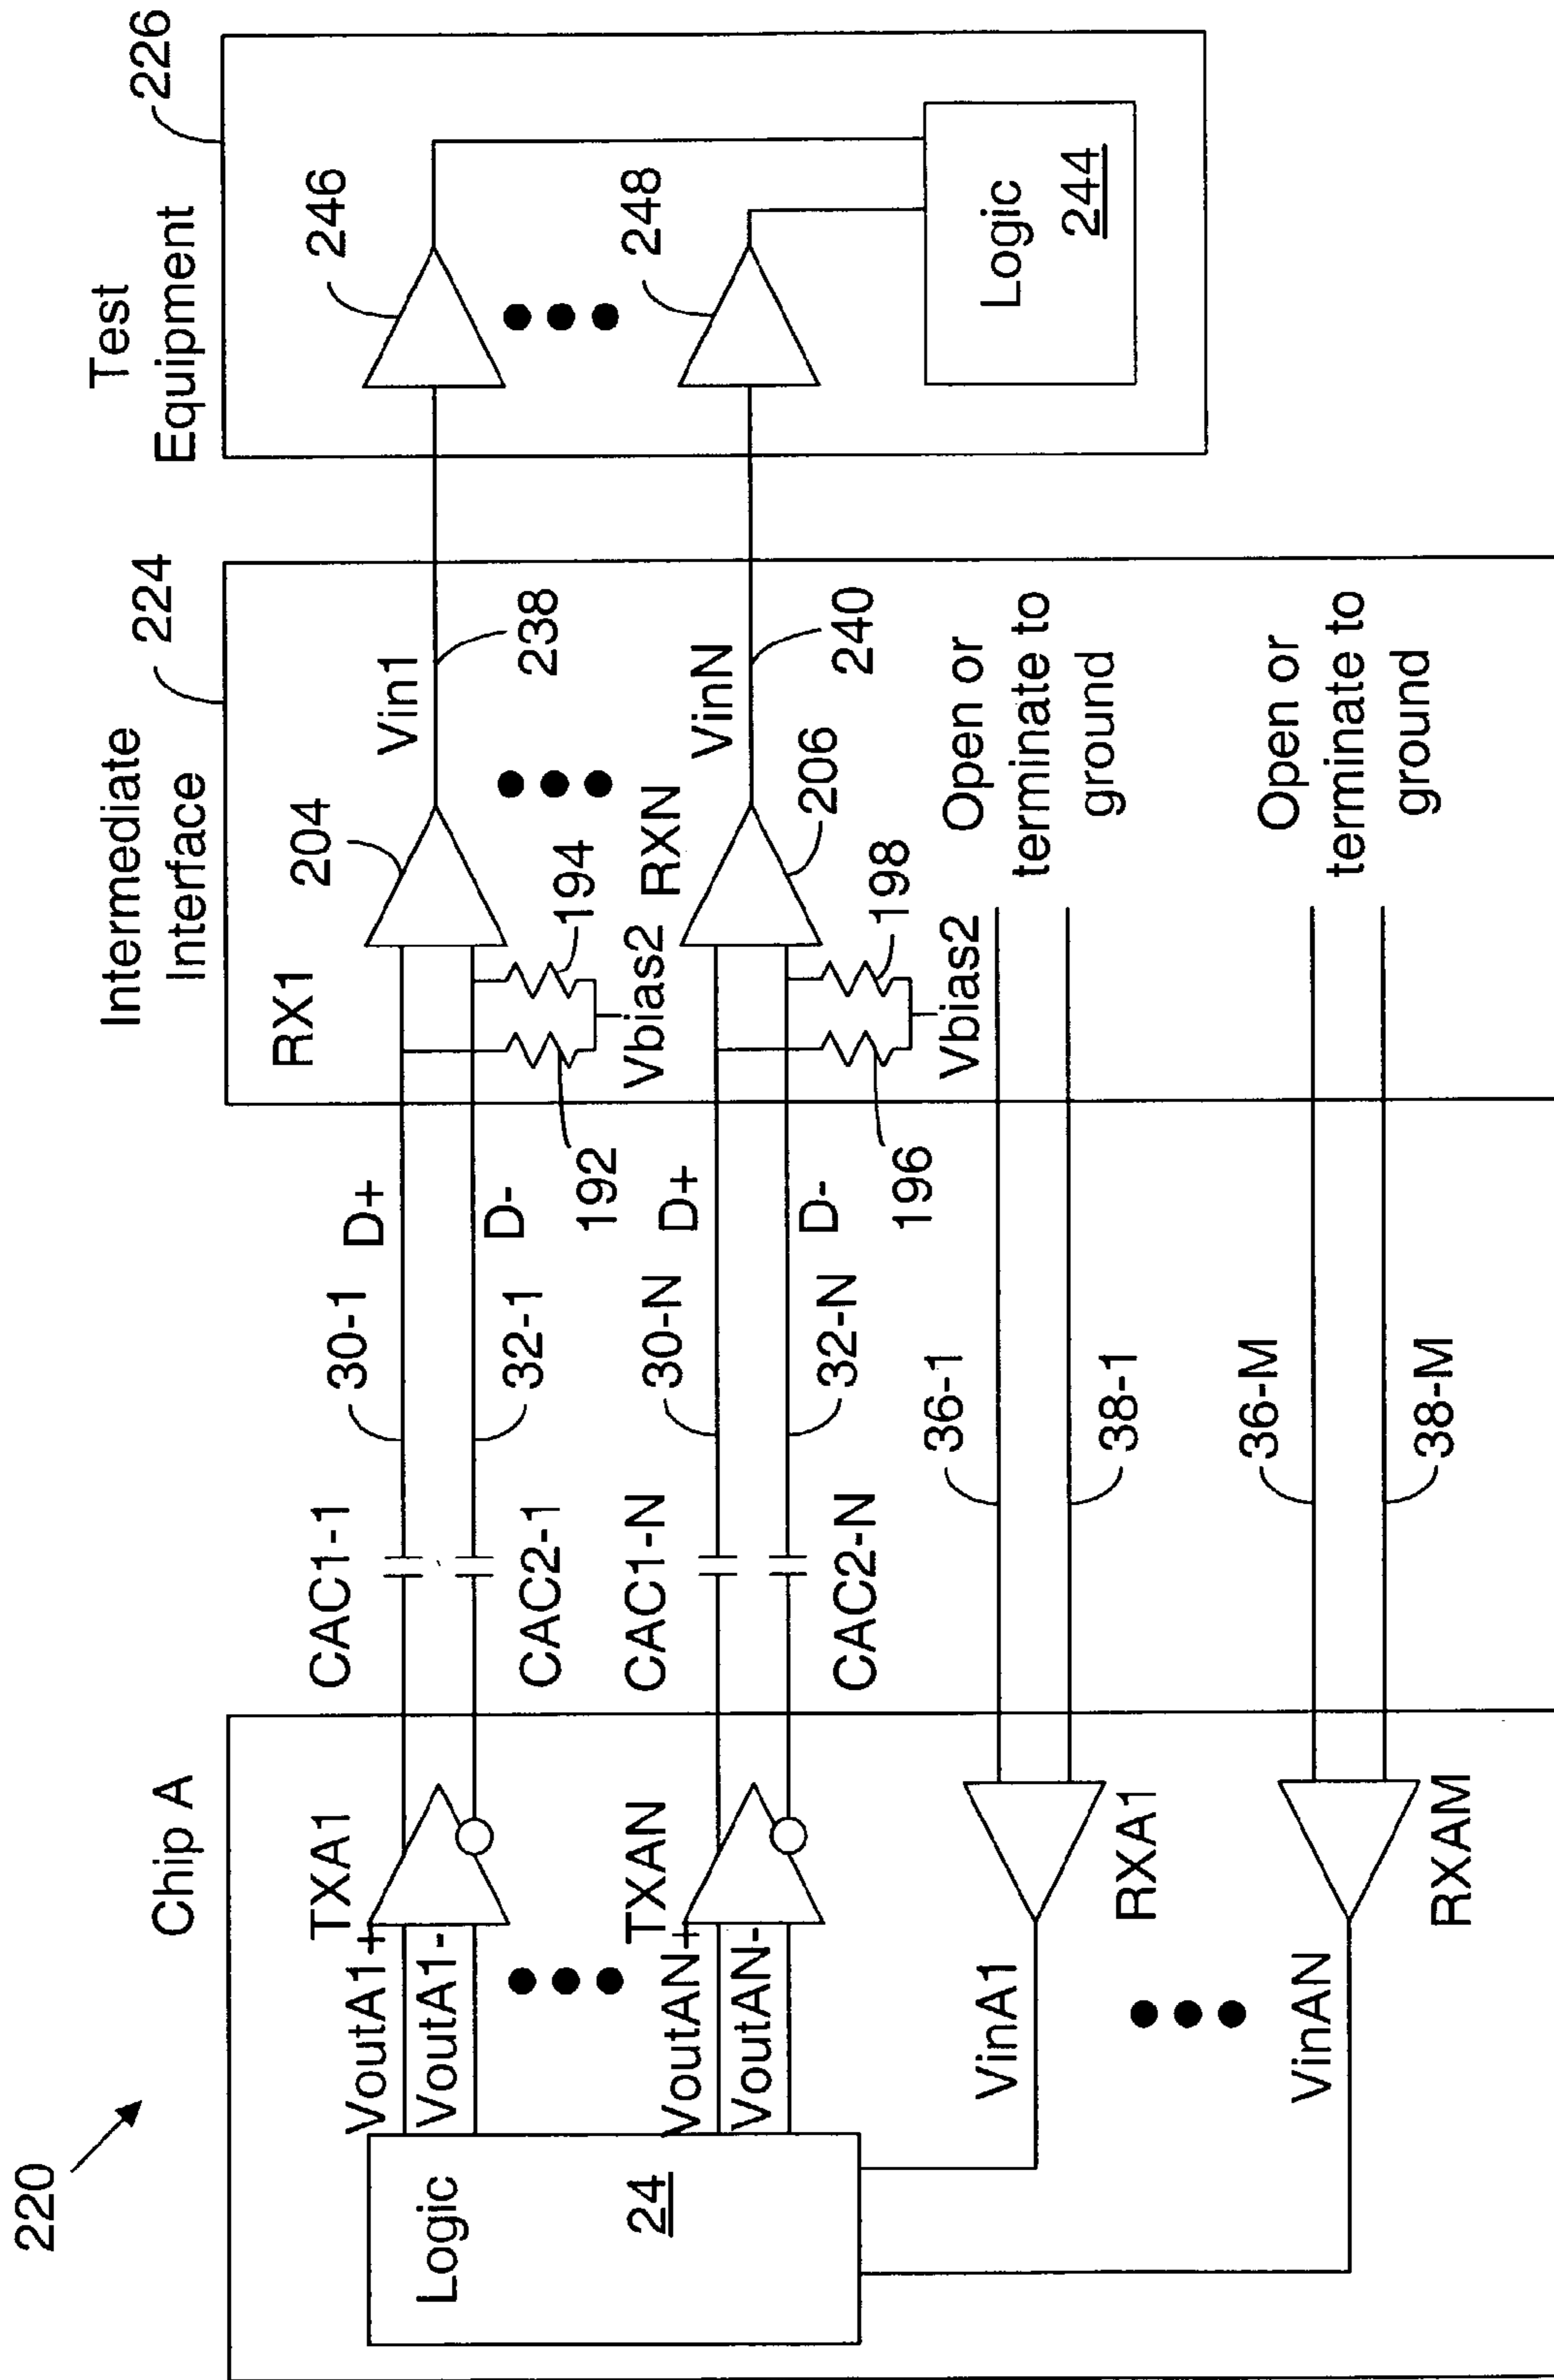 220
Chip A
Intermediate
Interface
224
Test
Equipment
226
Logic
24
VoutA1+
VoutA1-
TXA1
CAC1-1
CAC2-1
30-1
32-1
D+
D-
RX1
204
192
194
Vbias2
Vin1
238
246
VoutAN+
VoutAN-
TXAN
CAC1-N
CAC2-N
30-N
32-N
D+
D-
RXN
206
196
198
Vbias2
VinN
240
248
Logic
244
VinA1
RXA1
36-1
38-1
Open or
terminate to
ground
VinAN
RXAM
36-M
38-M
Open or
terminate to
ground